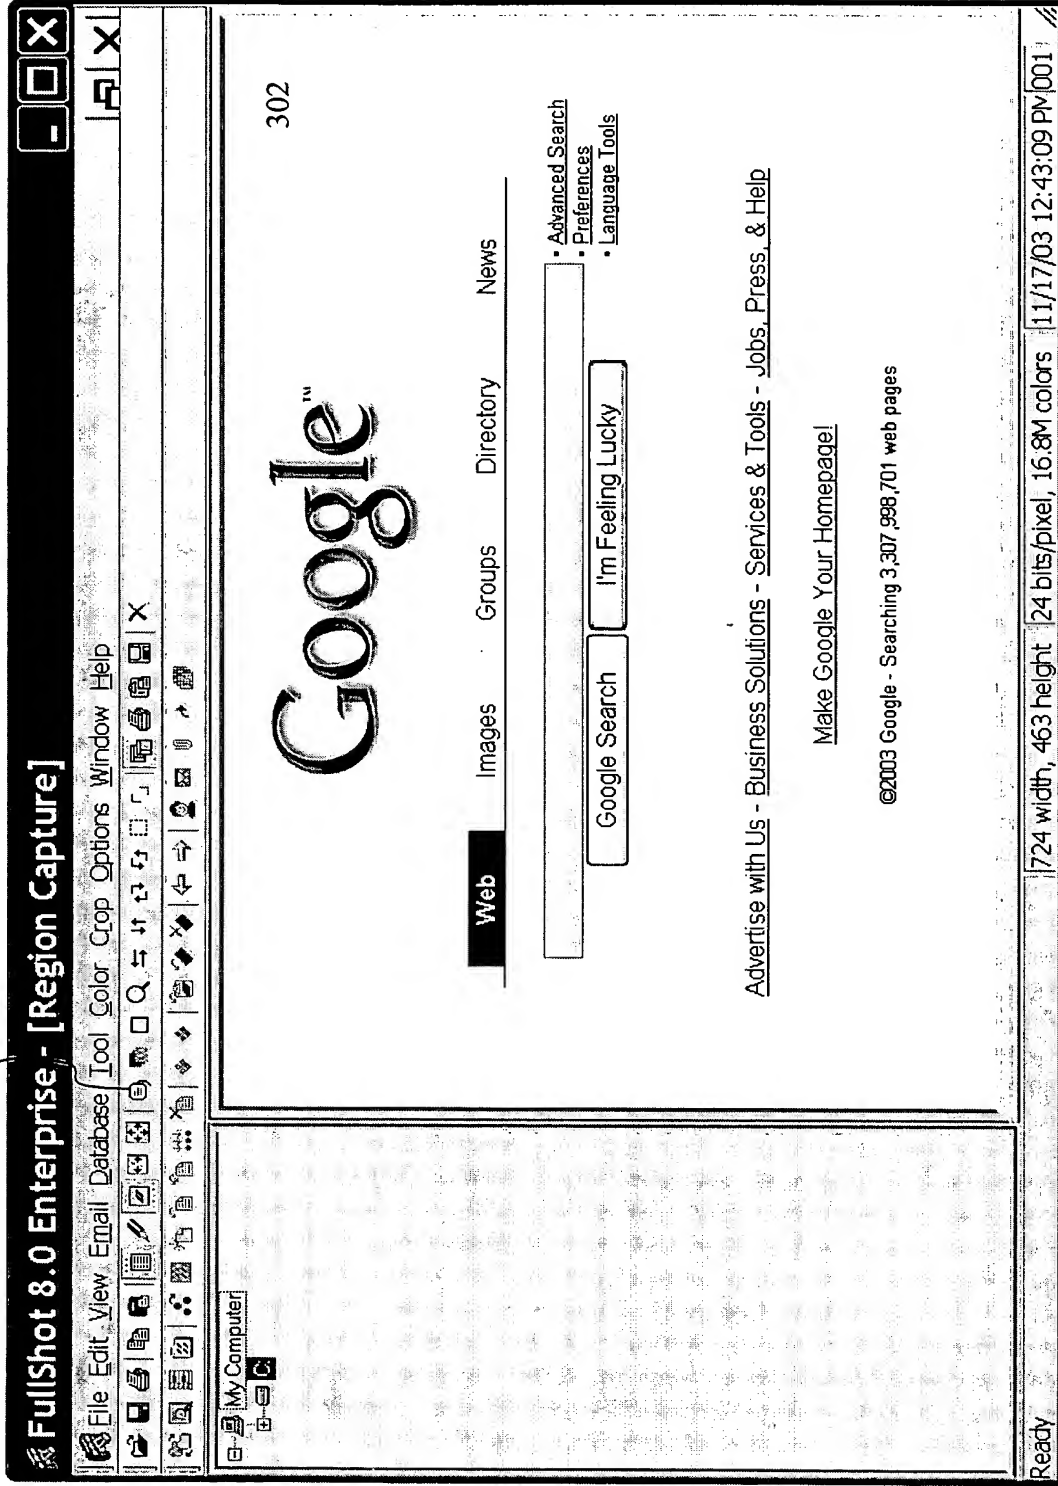 FullShot 8.0 Enterprise - [Region Capture]
File Edit View Email Database Tool Color Crop Options Window Help
My Computer
C:
302
Google™
Web Images Groups Directory News
• Advanced Search
• Preferences
• Language Tools
Google Search I'm Feeling Lucky
Advertise with Us - Business Solutions - Services & Tools - Jobs, Press, & Help
Make Google Your Homepage!
©2003 Google - Searching 3,307,998,701 web pages
Ready 724 width, 463 height 24 bits/pixel, 16.8M colors 11/17/03 12:43:09 PM 001